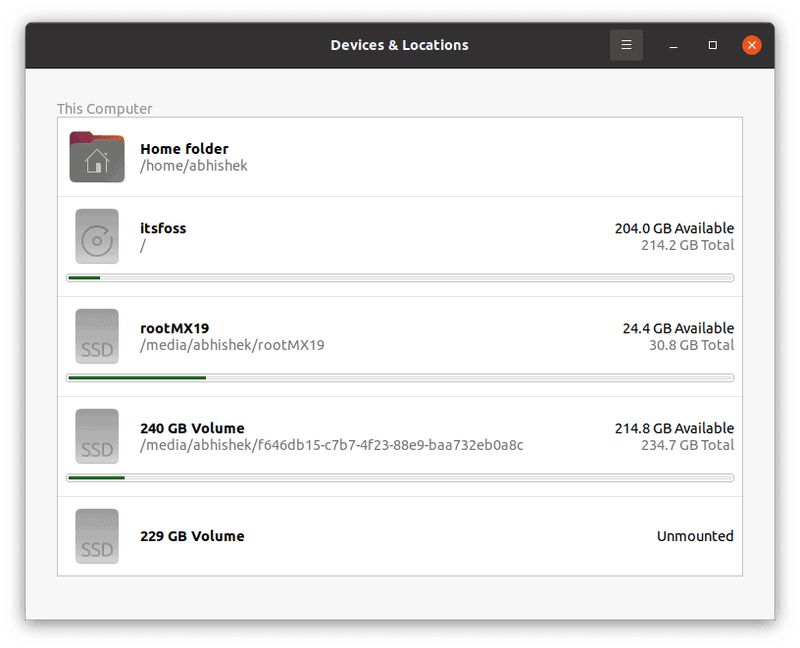 Devices & Locations
This Computer
Home folder
/home/abhishek
itsfoss
204.0 GB Available
/
214.2 GB Total
SSD
rootMX19
24.4 GB Available
/media/abhishek/rootMX19
30.8 GB Total
SSD
240 GB Volume
214.8 GB Available
/media/abhishek/f646db15-c7b7-4f23-88e9-baa732eb0a8c
234.7 GB Total
SSD
229 GB Volume
Unmounted